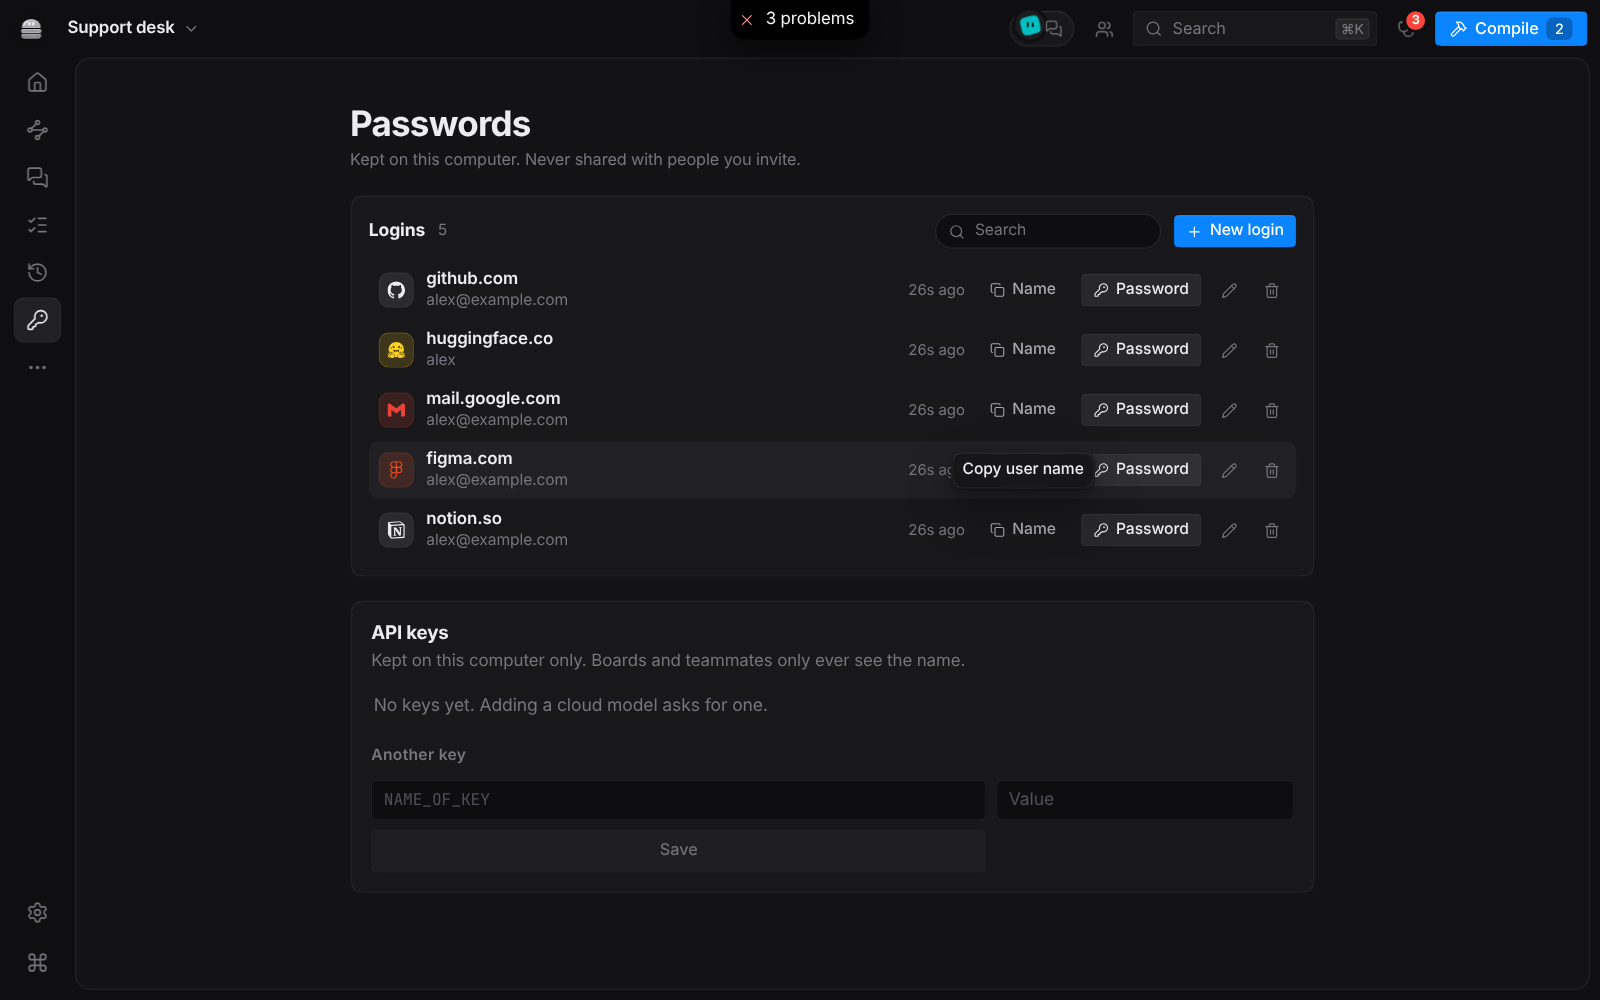 Support desk
3 problems
Search
⌘K
3
Compile 2
Passwords
Kept on this computer. Never shared with people you invite.
Logins 5
Search
New login
github.com
alex@example.com
26s ago
Name
Password
huggingface.co
alex
26s ago
Name
Password
mail.google.com
alex@example.com
26s ago
Name
Password
figma.com
alex@example.com
26s
Copy user name
Password
notion.so
alex@example.com
26s ago
Name
Password
API keys
Kept on this computer only. Boards and teammates only ever see the name.
No keys yet. Adding a cloud model asks for one.
Another key
NAME_OF_KEY
Value
Save